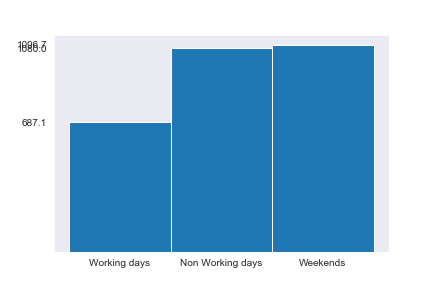 1096.7
1080.0
687.1
Working days
Non Working days
Weekends